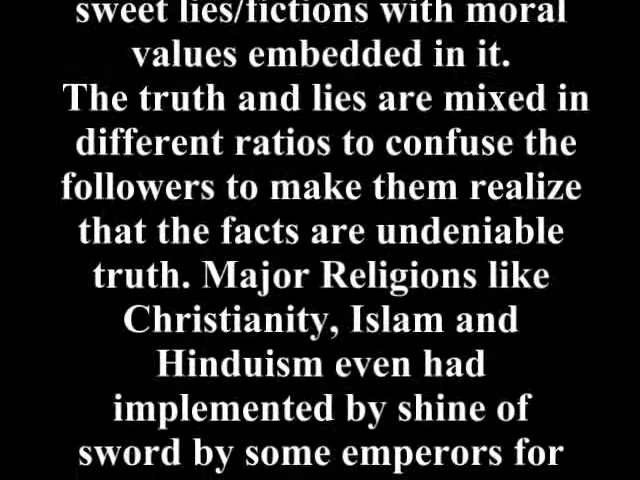 sweet lies/fictions with moral
values embedded in it.
The truth and lies are mixed in
different ratios to confuse the
followers to make them realize
that the facts are undeniable
truth. Major Religions like
Christianity, Islam and
Hinduism even had
implemented by shine of
sword by some emperors for